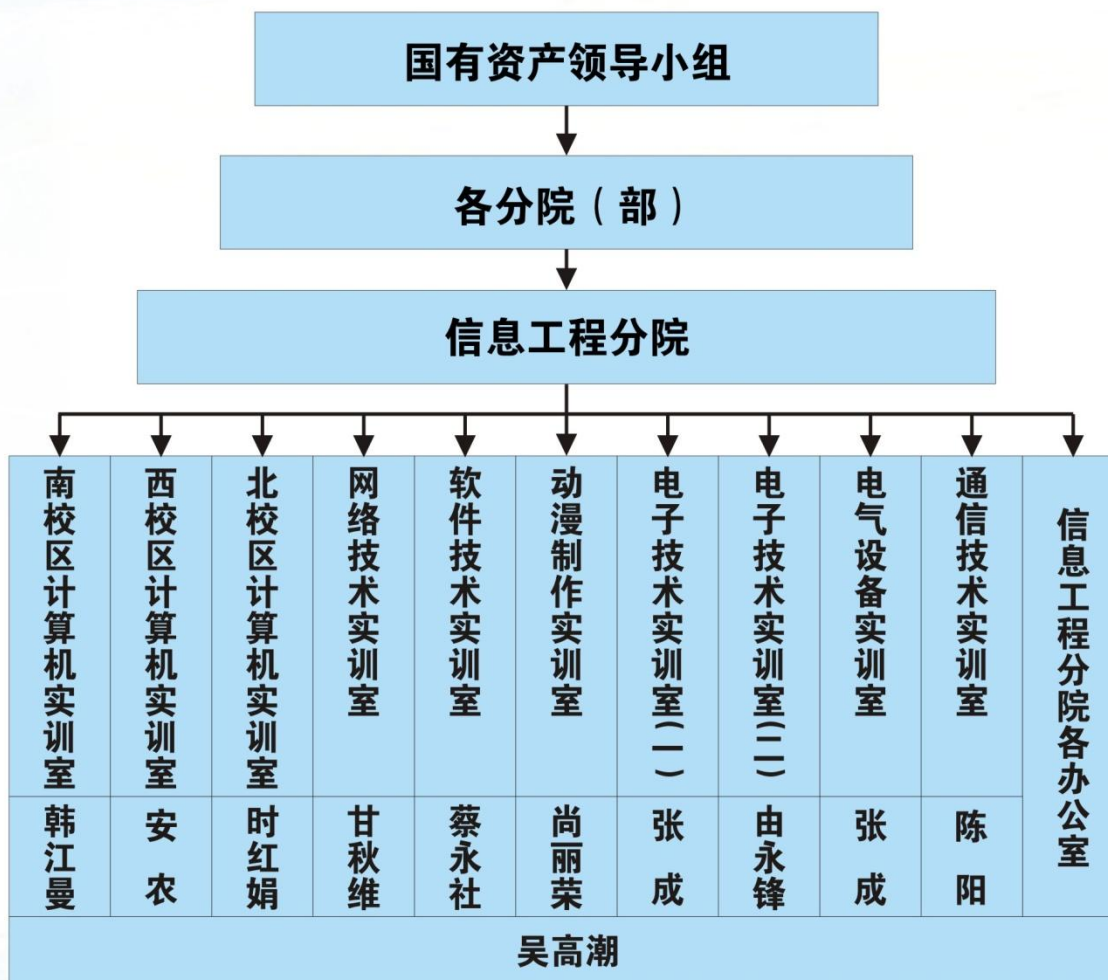 国有资产领导小组
各分院（部）
信息工程分院
南校区计算机实训室
西校区计算机实训室
北校区计算机实训室
网络技术实训室
软件技术实训室
动漫制作实训室
电子技术实训室(一)
电子技术实训室(二)
电气设备实训室
通信技术实训室
信息工程分院各办公室
韩江曼
安农
时红娟
甘秋维
蔡永社
尚丽荣
张成
由永锋
张成
陈阳
吴高潮